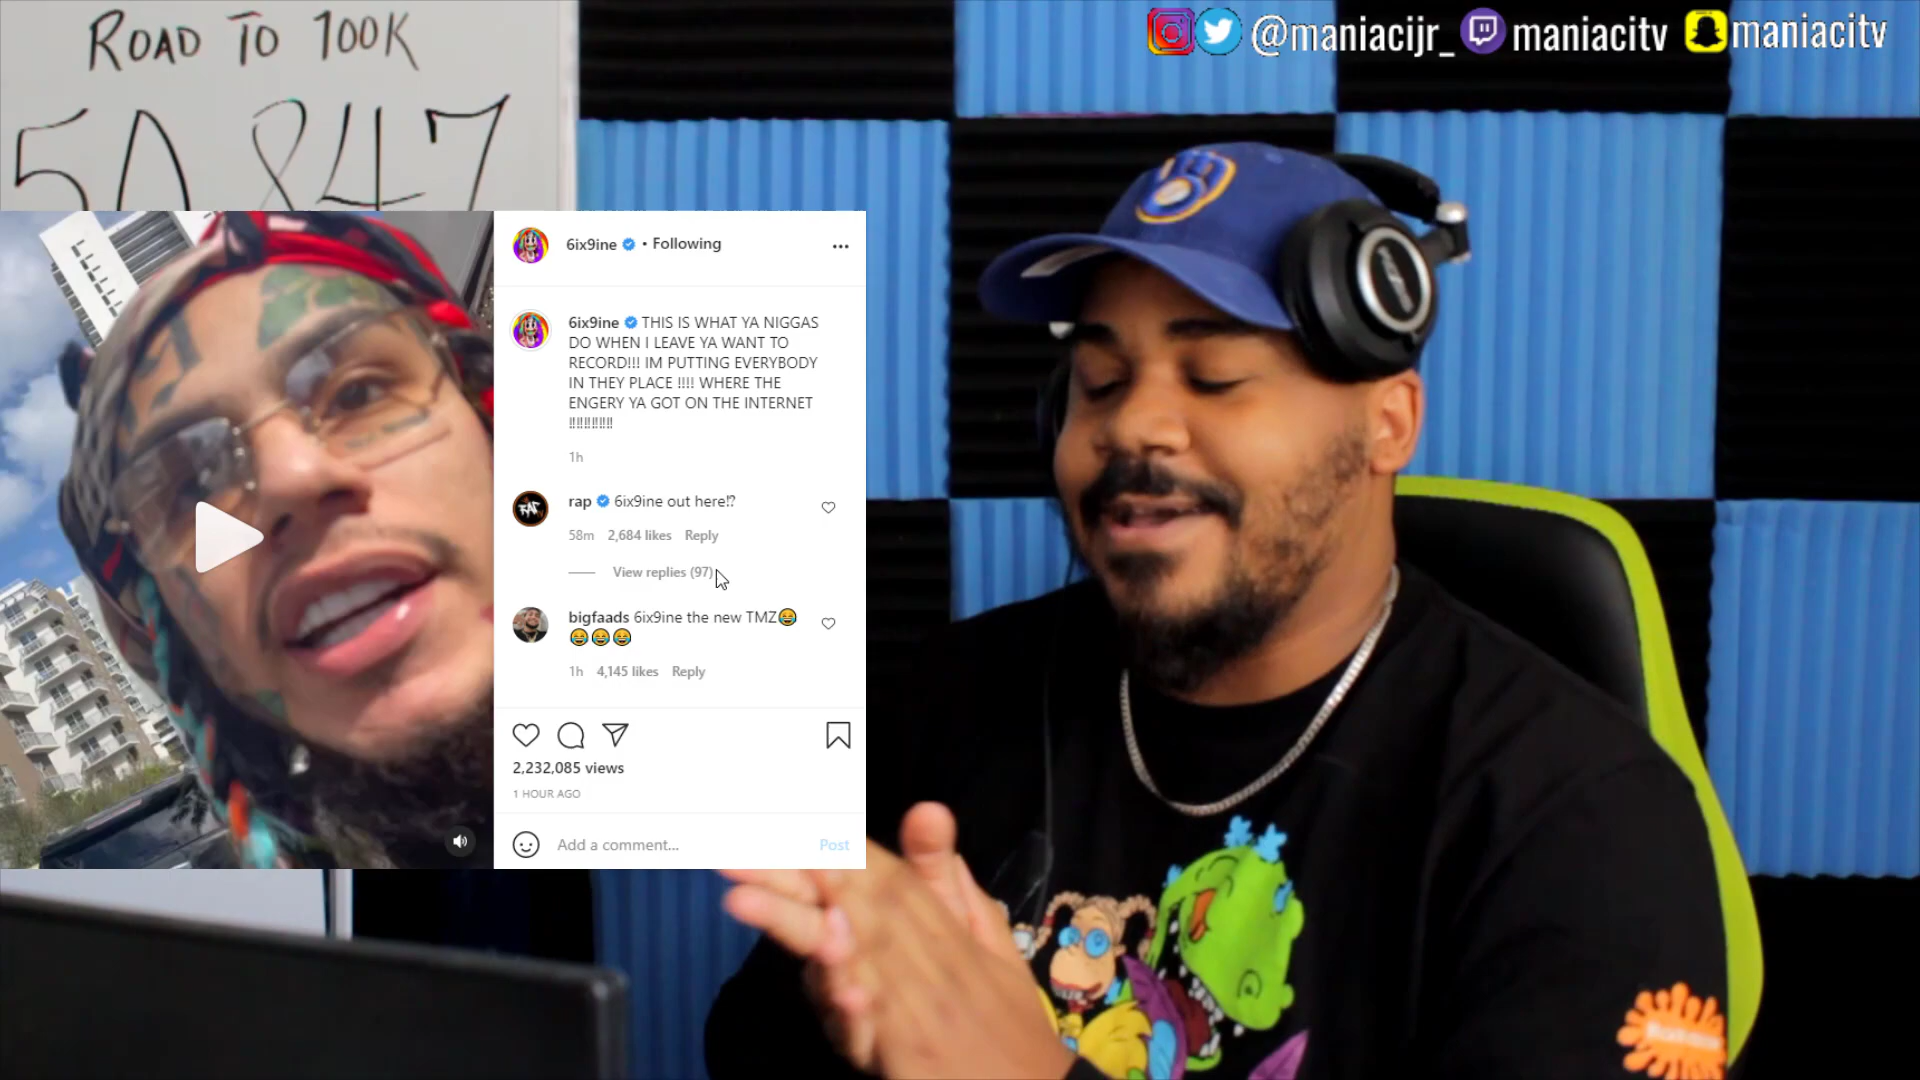 ROAD TO 100K
50,847
@maniacijr_ maniacitv maniacitv
6ix9ine • Following
6ix9ine THIS IS WHAT YA NIGGAS
DO WHEN I LEAVE YA WANT TO
RECORD!!! IM PUTTING EVERYBODY
IN THEY PLACE !!!! WHERE THE
ENGERY YA GOT ON THE INTERNET
!!!!!!!!!!!!
1h
rap 6ix9ine out here!?
58m 2,684 likes Reply
View replies (97)
bigfaads 6ix9ine the new TMZ😂
😂😂😂
1h 4,145 likes Reply
2,232,085 views
1 HOUR AGO
Add a comment... Post